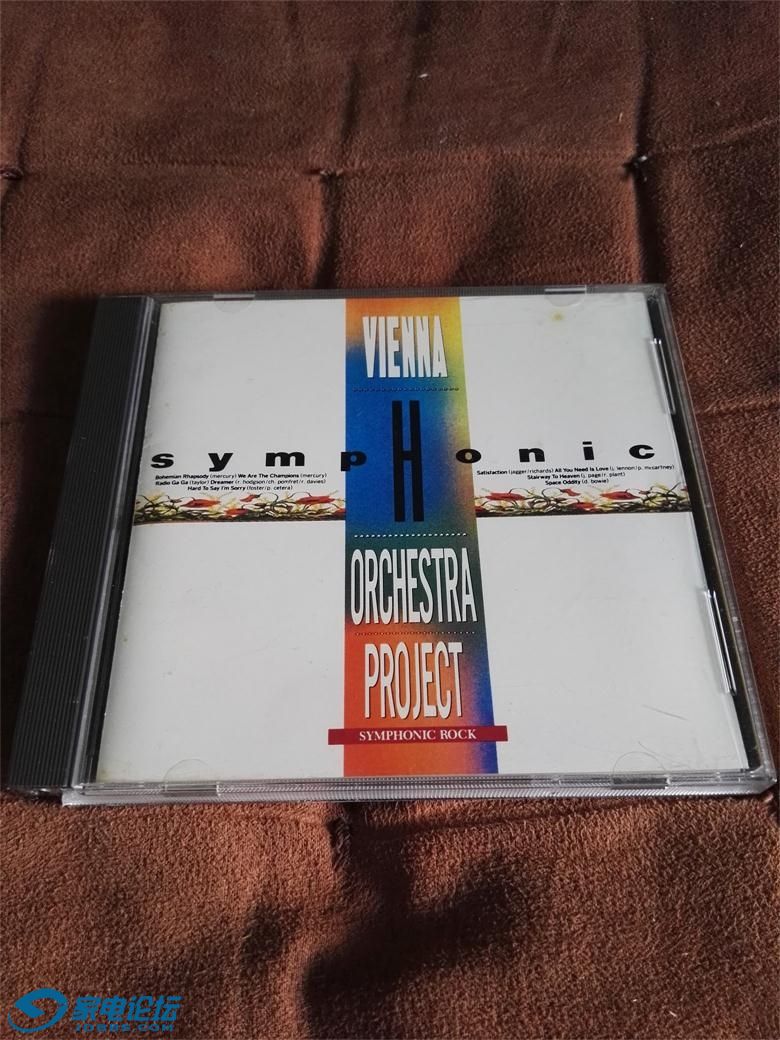 VIENNA
sympHonic
Bohemian Rhapsody (mercury) We Are The Champions (mercury)
Radio Ga Ga (taylor) Dreamer (r. hodgson/ch. pomfret/r. davies)
Hard To Say I'm Sorry (foster/p. cetera)
Satisfaction (jagger/richards) All You Need Is Love (j. lennon/p. mccartney)
Stairway To Heaven (j. page/r. plant)
Space Oddity (d. bowie)
ORCHESTRA
PROJECT
SYMPHONIC ROCK
家电论坛
JDBBS.COM